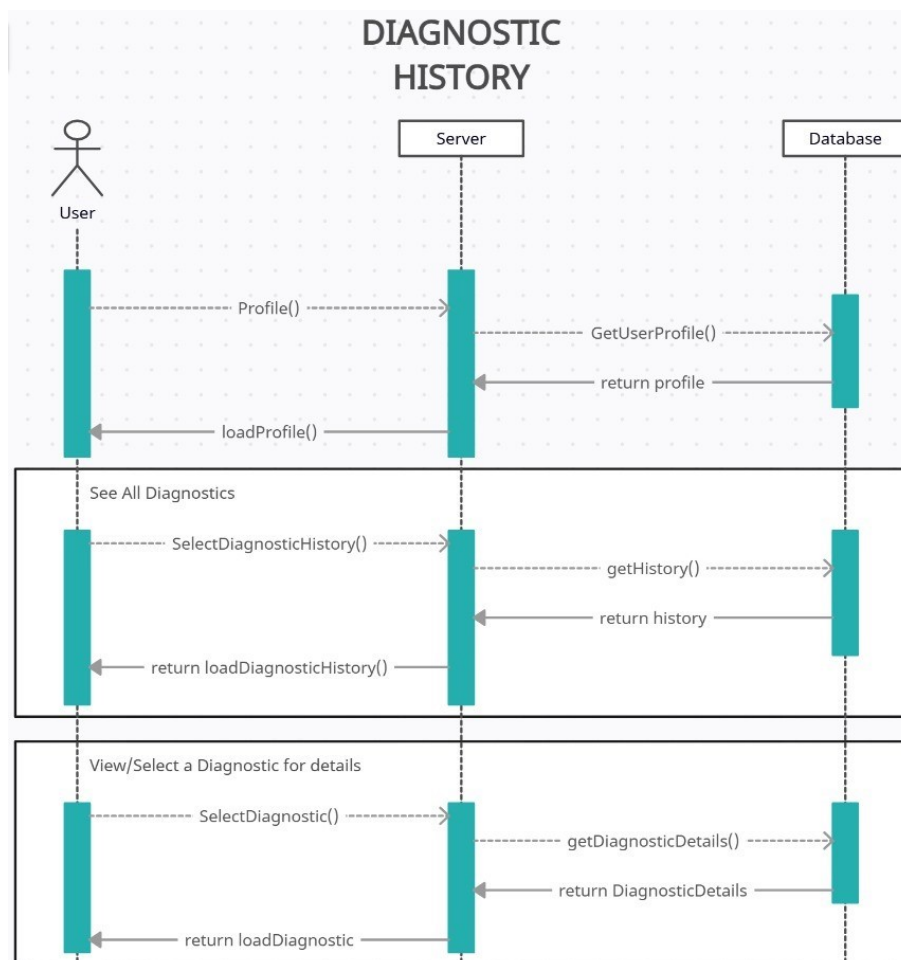 DIAGNOSTIC
HISTORY
Server
Database
User
Profile()
GetUserProfile()
return profile
loadProfile()
See All Diagnostics
SelectDiagnosticHistory()
getHistory()
return history
return loadDiagnosticHistory()
View/Select a Diagnostic for details
SelectDiagnostic()
getDiagnosticDetails()
return DiagnosticDetails
return loadDiagnostic